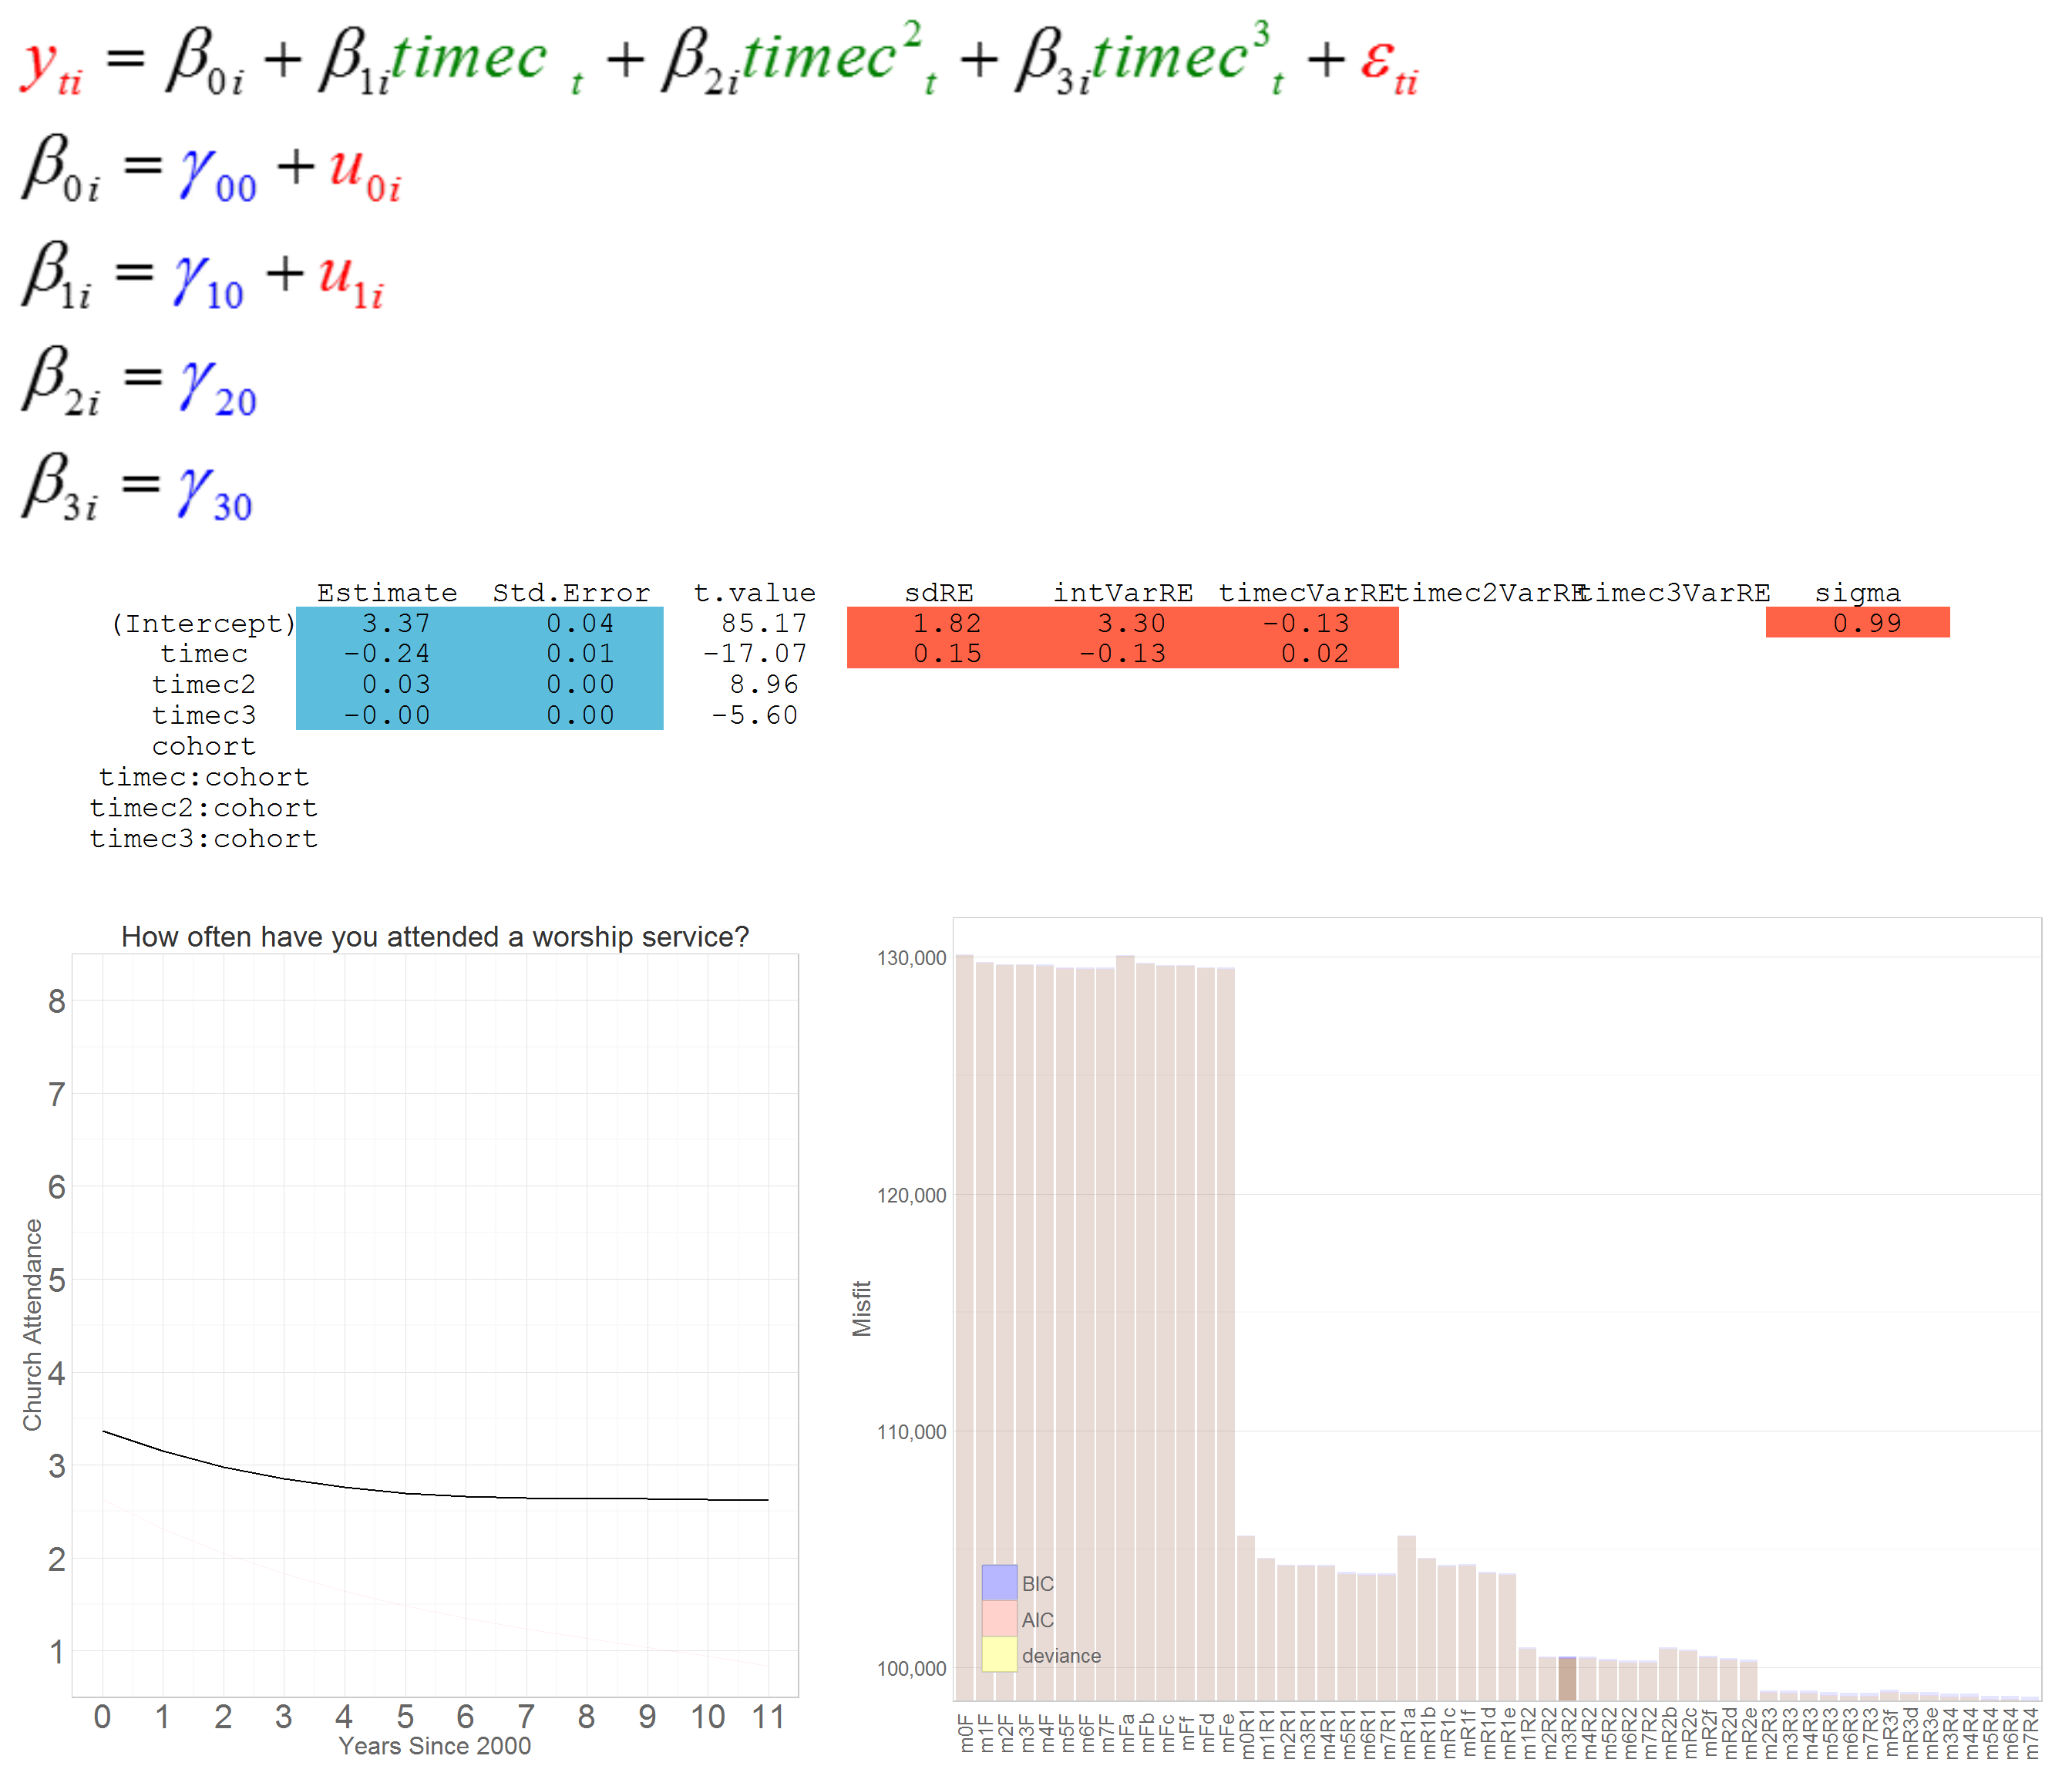 y_ti = β_0i + β_1i timec_t + β_2i timec²_t + β_3i timec³_t + ε_ti
β_0i = γ_00 + u_0i
β_1i = γ_10 + u_1i
β_2i = γ_20
β_3i = γ_30
Estimate Std.Error t.value sdRE intVarRE timecVarRE timec2VarRE timec3VarRE sigma
(Intercept) 3.37 0.04 85.17 1.82 3.30 -0.13 0.99
timec -0.24 0.01 -17.07 0.15 -0.13 0.02
timec2 0.03 0.00 8.96
timec3 -0.00 0.00 -5.60
cohort
timec:cohort
timec2:cohort
timec3:cohort
How often have you attended a worship service?
Church Attendance
8
7
6
5
4
3
2
1
0 1 2 3 4 5 6 7 8 9 10 11
Years Since 2000
Misfit
130,000
120,000
110,000
100,000
BIC
AIC
deviance
m0F m1F m2F m3F m4F m5F m6F m7F mFa mFb mFc mFf mFd mFe m0R1 m1R1 m2R1 m3R1 m4R1 m5R1 m6R1 m7R1 mR1a mR1b mR1c mR1f mR1d mR1e m1R2 m2R2 m3R2 m4R2 m5R2 m6R2 m7R2 mR2b mR2c mR2f mR2d mR2e m2R3 m3R3 m4R3 m5R3 m6R3 m7R3 mR3f mR3d mR3e m3R4 m4R4 m5R4 m6R4 m7R4